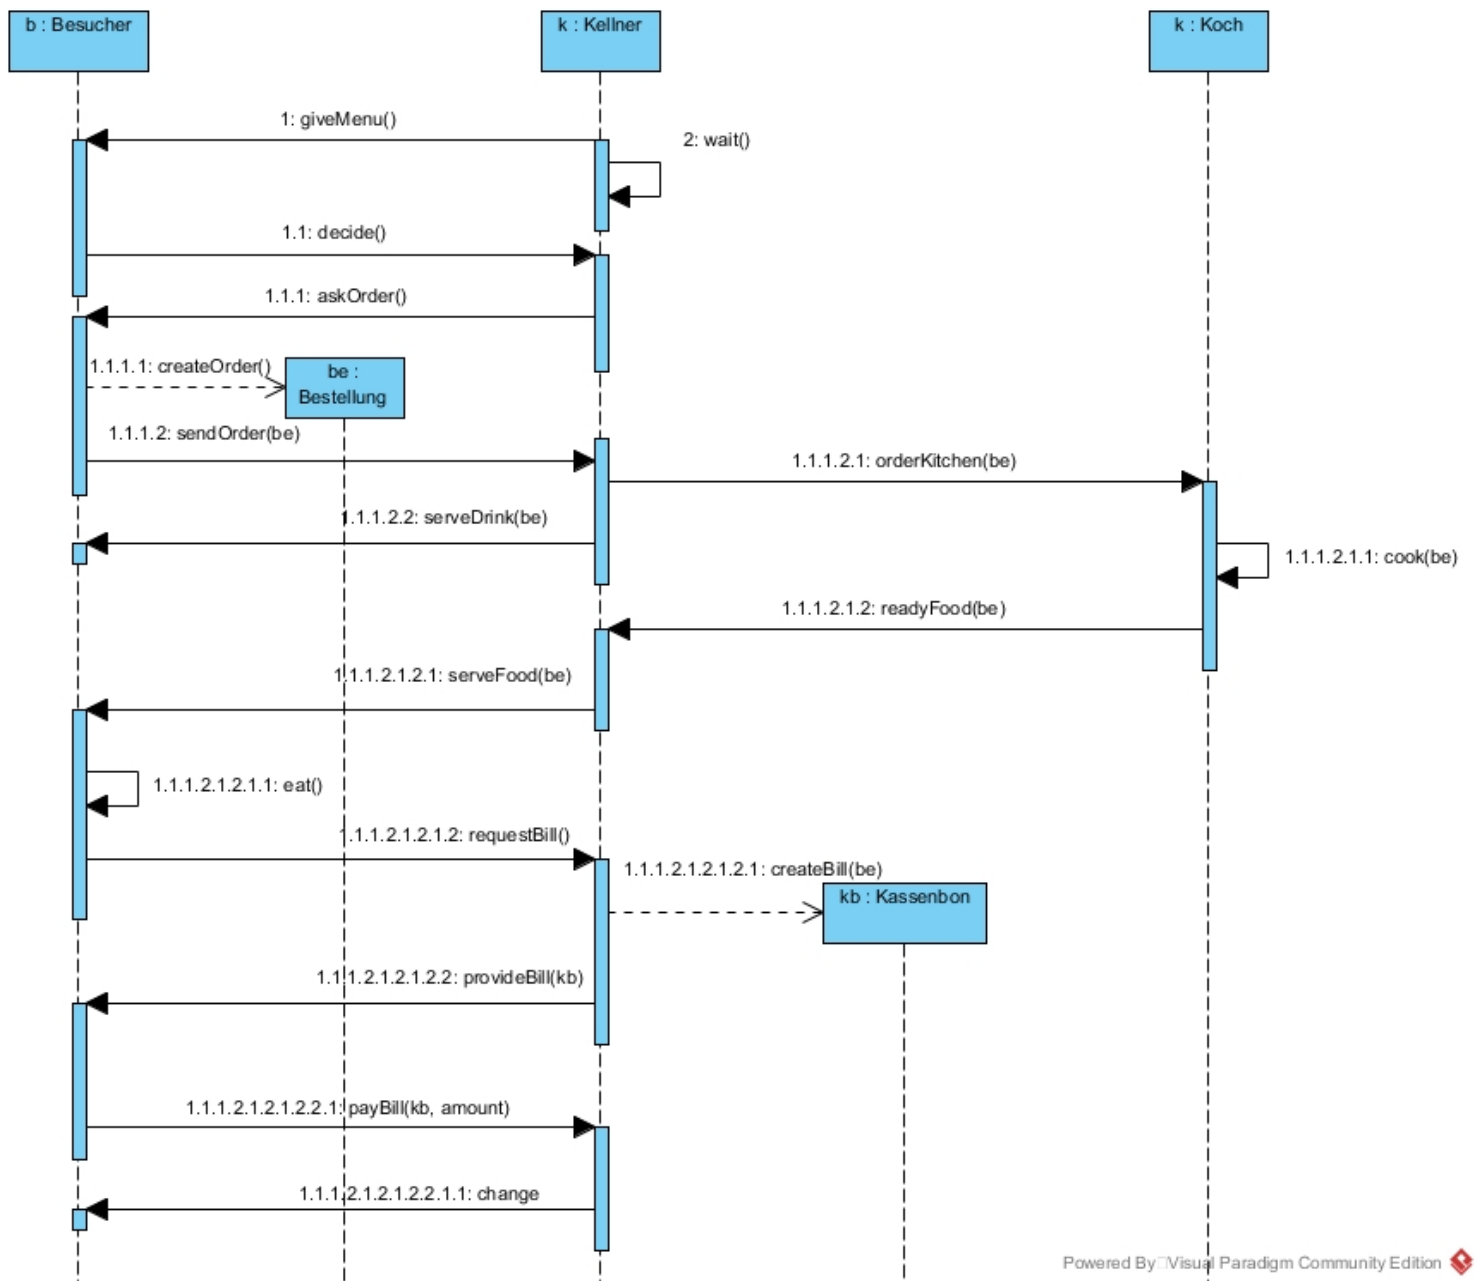 b : Besucher
k : Kellner
k : Koch
1: giveMenu()
2: wait()
1.1: decide()
1.1.1: askOrder()
1.1.1.1: createOrder()
be :
Bestellung
1.1.1.2: sendOrder(be)
1.1.1.2.1: orderKitchen(be)
1.1.1.2.2: serveDrink(be)
1.1.1.2.1.1: cook(be)
1.1.1.2.1.2: readyFood(be)
1.1.1.2.1.2.1: serveFood(be)
1.1.1.2.1.2.1.1: eat()
1.1.1.2.1.2.1.2: requestBill()
1.1.1.2.1.2.1.2.1: createBill(be)
kb : Kassenbon
1.1.1.2.1.2.1.2.2: provideBill(kb)
1.1.1.2.1.2.1.2.2.1: payBill(kb, amount)
1.1.1.2.1.2.1.2.2.1.1: change
Powered By Visual Paradigm Community Edition